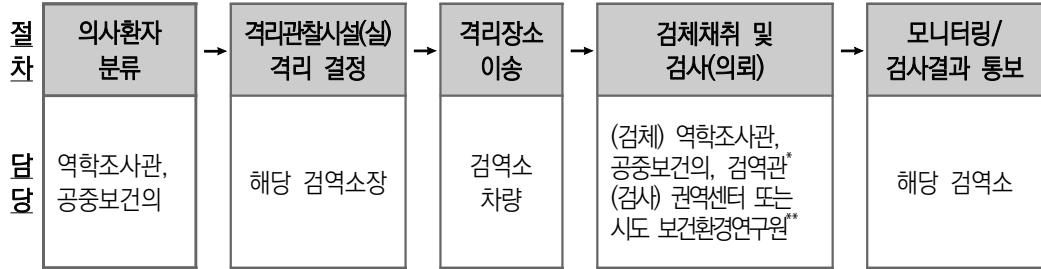 절차
의사환자
분류
격리관찰시설(실)
격리 결정
격리장소
이송
검체채취 및
검사(의뢰)
모니터링/
검사결과 통보
담당
역학조사관,
공중보건의
해당 검역소장
검역소
차량
(검체) 역학조사관,
공중보건의, 검역관*
(검사) 권역센터 또는
시도 보건환경연구원**
해당 검역소